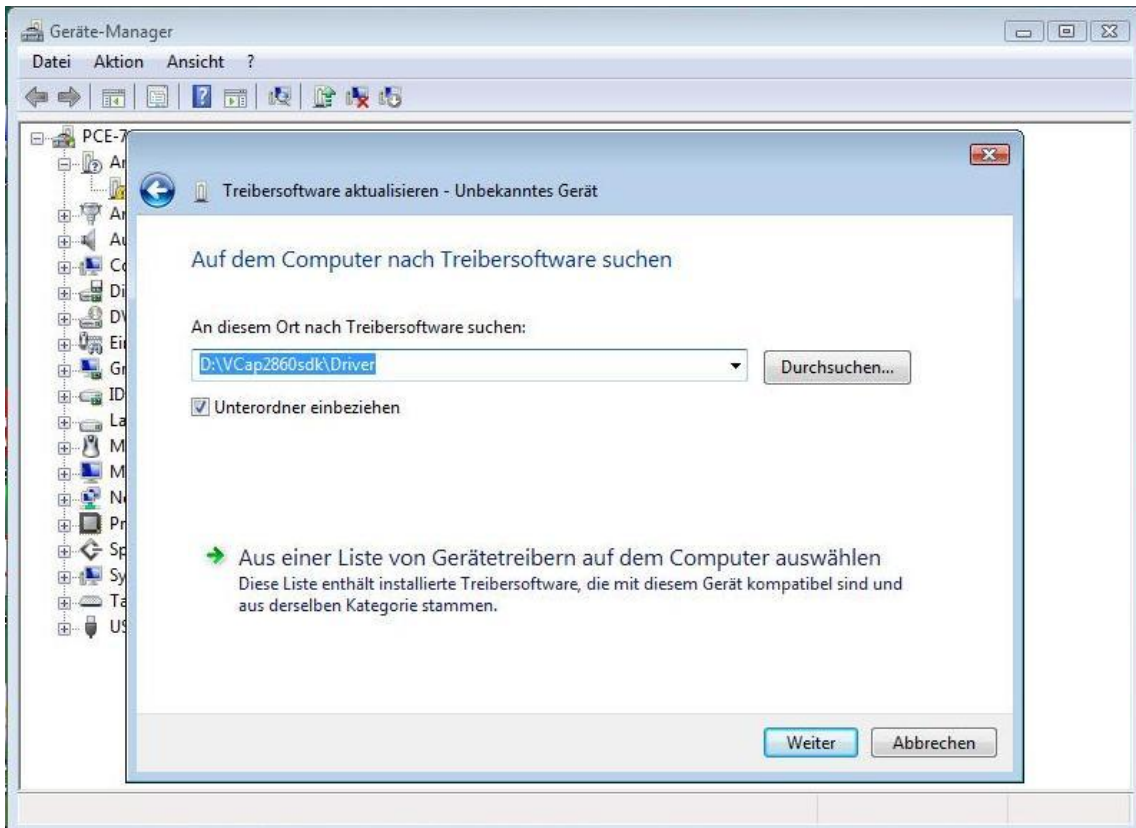 Geräte-Manager
Datei Aktion Ansicht ?
PCE-7
Treibersoftware aktualisieren - Unbekanntes Gerät
Auf dem Computer nach Treibersoftware suchen
An diesem Ort nach Treibersoftware suchen:
D:\VCap2860sdk\Driver
Durchsuchen...
Unterordner einbeziehen
Aus einer Liste von Gerätetreibern auf dem Computer auswählen
Diese Liste enthält installierte Treibersoftware, die mit diesem Gerät kompatibel sind und
aus derselben Kategorie stammen.
Weiter Abbrechen